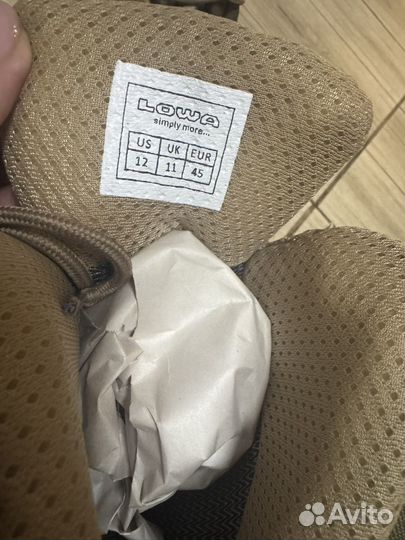 LOWA
simply more...
US UK EUR
12 11 45
Avito